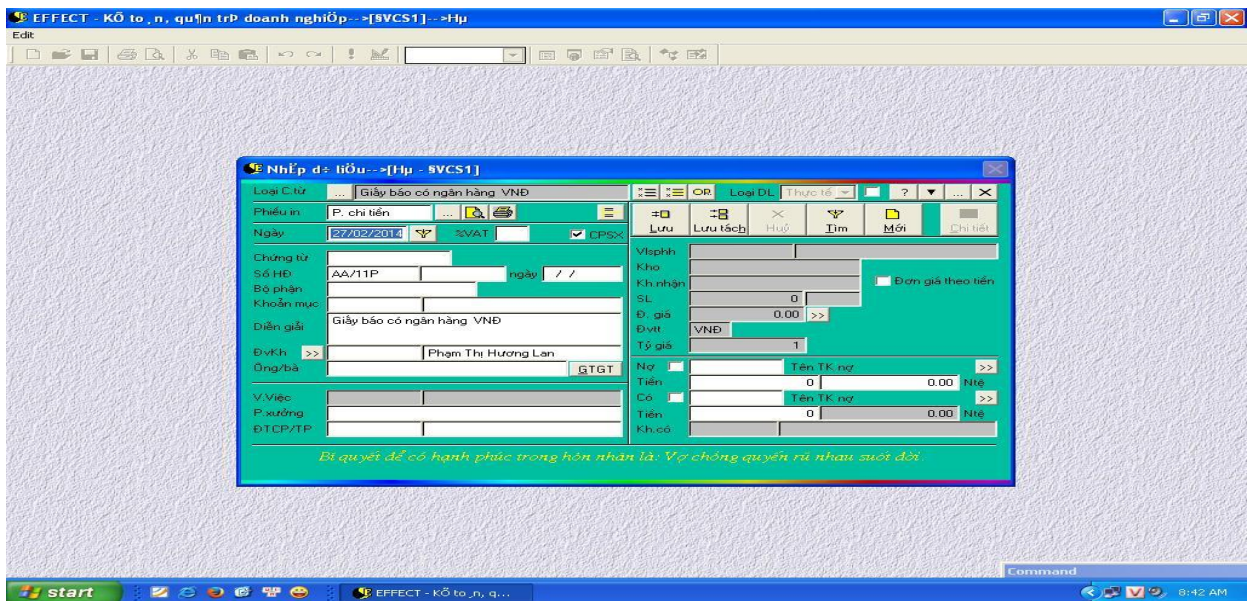 EFFECT - KÕ to¸n, qu¶n trÞ doanh nghiÖp-->[§VCS1]-->Hµ
Edit
NhËp d÷ liÖu-->[Hµ - §VCS1]
Loại C.từ ... Giấy báo có ngân hàng VNĐ OR Loại DL Thực tế ? ...
Phiếu in P. chi tiền ...
Lưu Lưu tách Huỷ Tìm Mới Chi tiết
Ngày 27/02/2014 %VAT CPSX
Chứng từ
Số HĐ AA/11P ngày / /
Bộ phận
Khoản mục
Diễn giải Giấy báo có ngân hàng VNĐ
ĐvKh >> Phạm Thị Hương Lan
Ông/bà GTGT
V.Việc
P.xưởng
ĐTCP/TP
Vlsphh
Kho
Kh.nhận Đơn giá theo tiền
SL 0
Đ. giá 0.00 >>
Đvtt VNĐ
Tỷ giá 1
Nợ Tên TK nợ >>
Tiền 0 0.00 Ntệ
Có Tên TK nợ >>
Tiền 0 0.00 Ntệ
Kh.có
Bí quyết để có hạnh phúc trong hôn nhân là: Vợ chồng quyến rũ nhau suốt đời.
Command
start EFFECT - KÕ to¸n, q... 8:42 AM